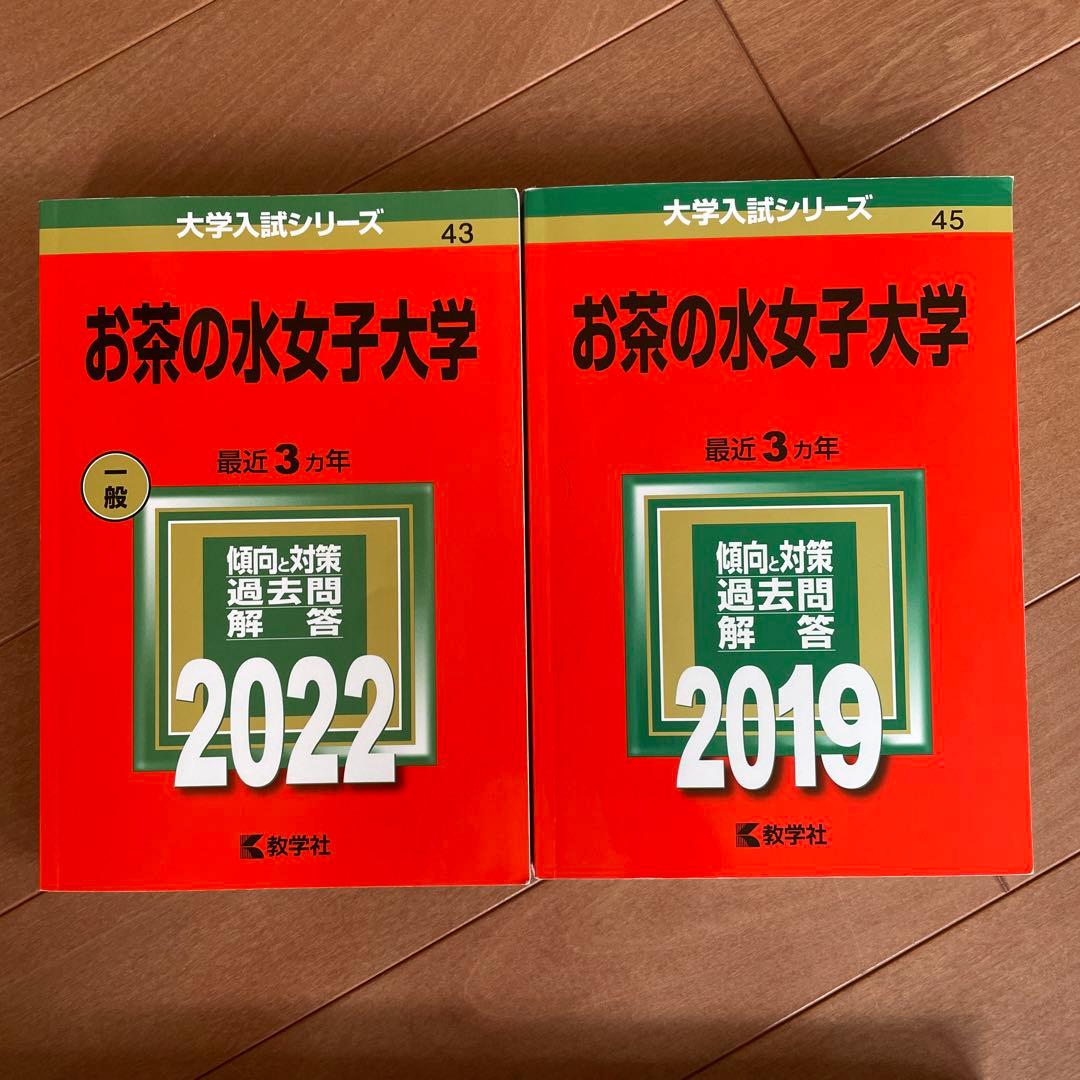 大学入試シリーズ
43
お茶の水女子大学
最近3カ年
一般
傾向と対策
過去問
解答
2022
教学社
大学入試シリーズ
45
お茶の水女子大学
最近3カ年
傾向と対策
過去問
解答
2019
教学社